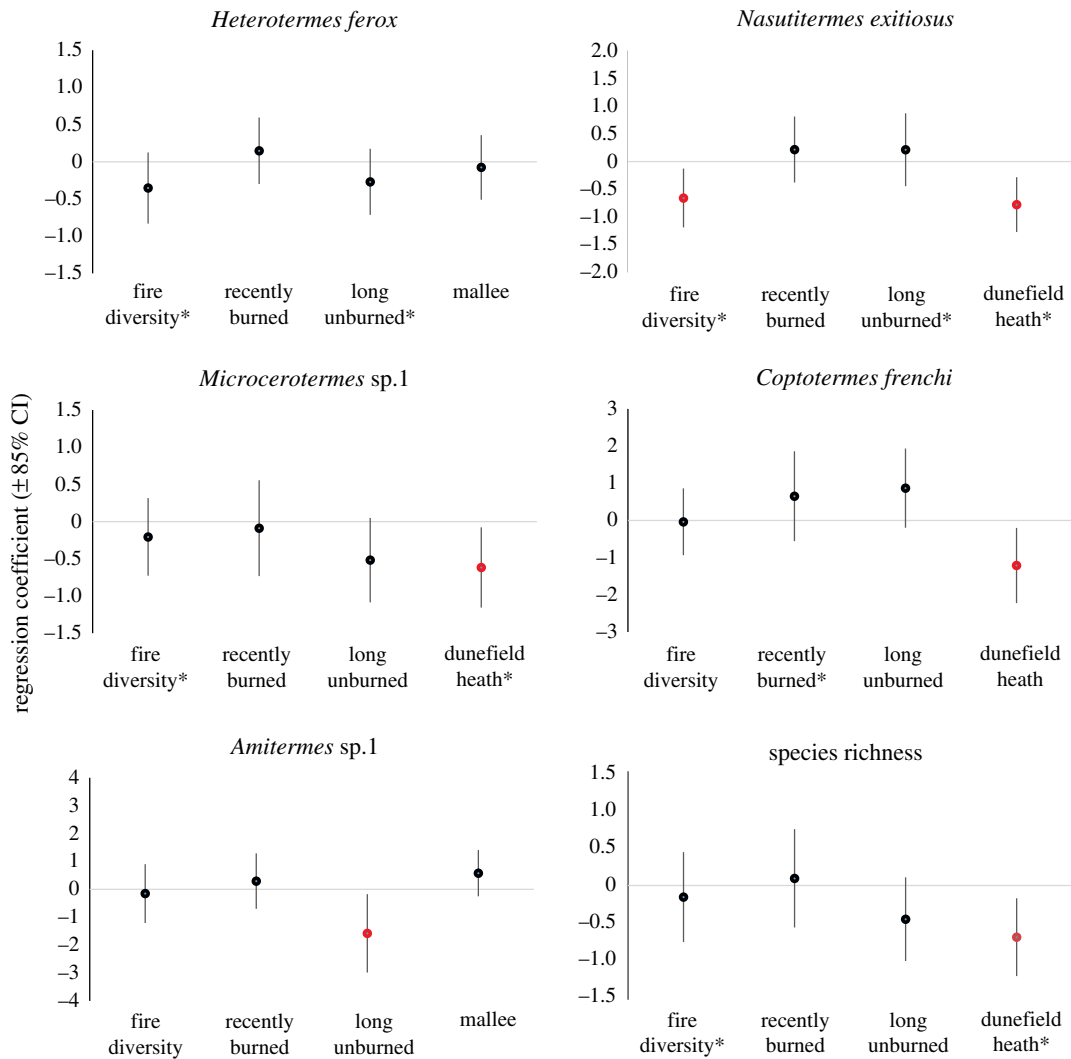 Heterotermes ferox
1.5
1.0
0.5
0
–0.5
–1.0
–1.5
fire diversity*
recently burned
long unburned*
mallee
Nasutitermes exitiosus
2.0
1.5
1.0
0.5
0
–0.5
–1.0
–1.5
–2.0
fire diversity*
recently burned
long unburned*
dunefield heath*
regression coefficient (±85% CI)
Microcerotermes sp.1
1.5
1.0
0.5
0
–0.5
–1.0
–1.5
fire diversity*
recently burned
long unburned
dunefield heath*
Coptotermes frenchi
3
2
1
0
–1
–2
–3
fire diversity
recently burned*
long unburned
dunefield heath
Amitermes sp.1
4
3
2
1
0
–1
–2
–3
–4
fire diversity
recently burned
long unburned
mallee
species richness
1.5
1.0
0.5
0
–0.5
–1.0
–1.5
fire diversity*
recently burned
long unburned
dunefield heath*